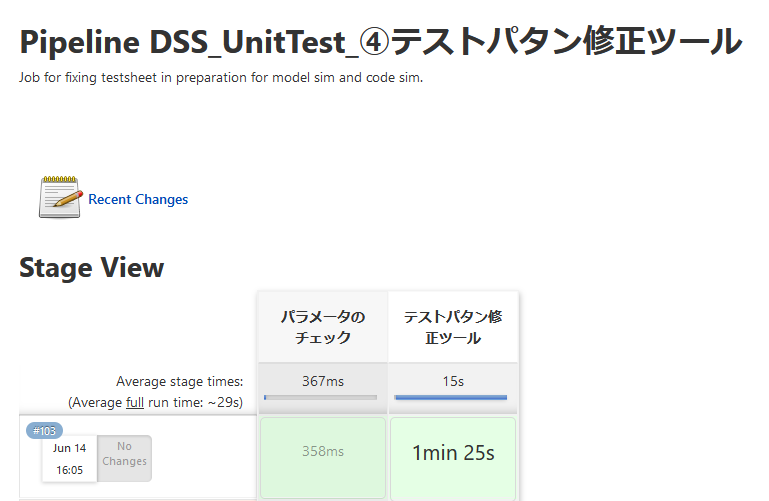 Pipeline DSS_UnitTest_④テストパタン修正ツール
Job for fixing testsheet in preparation for model sim and code sim.
Recent Changes
Stage View
パラメータの
チェック
テストパタン修
正ツール
Average stage times:
(Average full run time: ~29s)
367ms
15s
#103
Jun 14
16:05
No
Changes
358ms
1min 25s